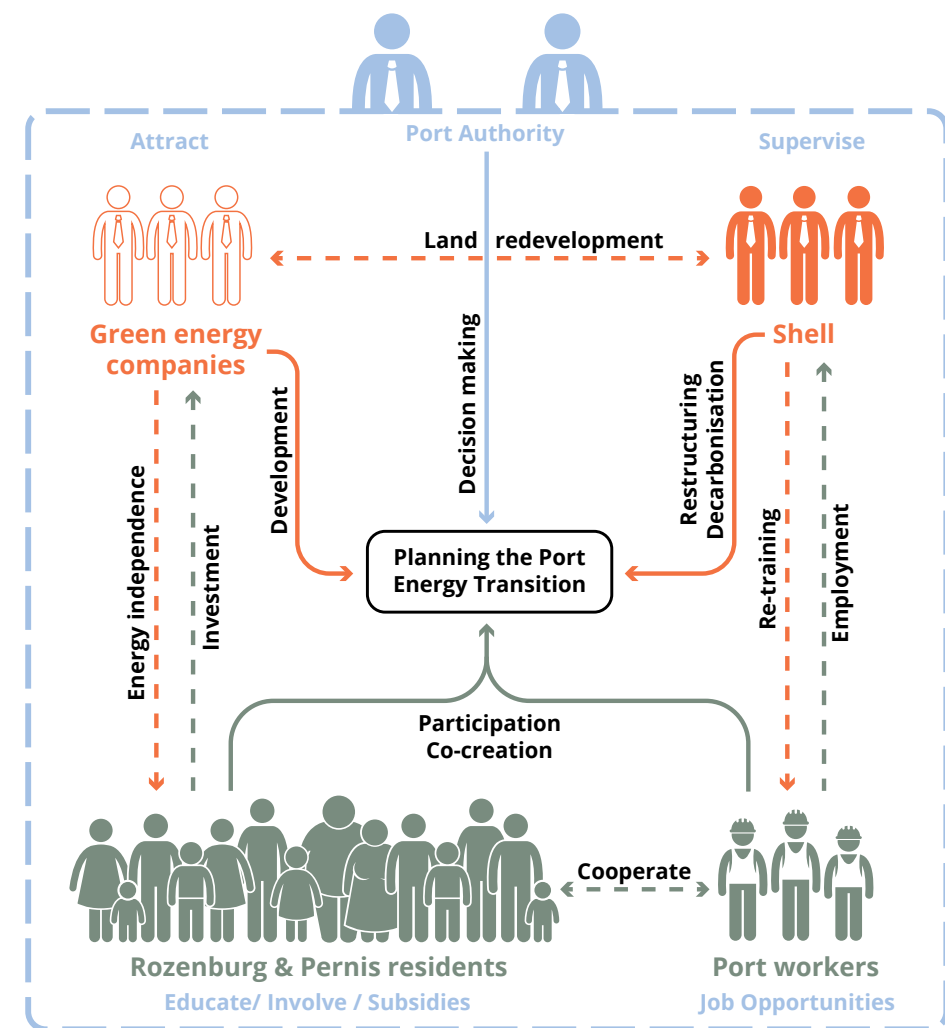 Port Authority
Attract
Supervise
Land redevelopment
Green energy
companies
Shell
Decision making
Development
Restructuring
Decarbonisation
Energy independence
Investment
Re-training
Employment
Planning the Port
Energy Transition
Participation
Co-creation
Cooperate
Rozenburg & Pernis residents
Port workers
Educate/ Involve / Subsidies
Job Opportunities